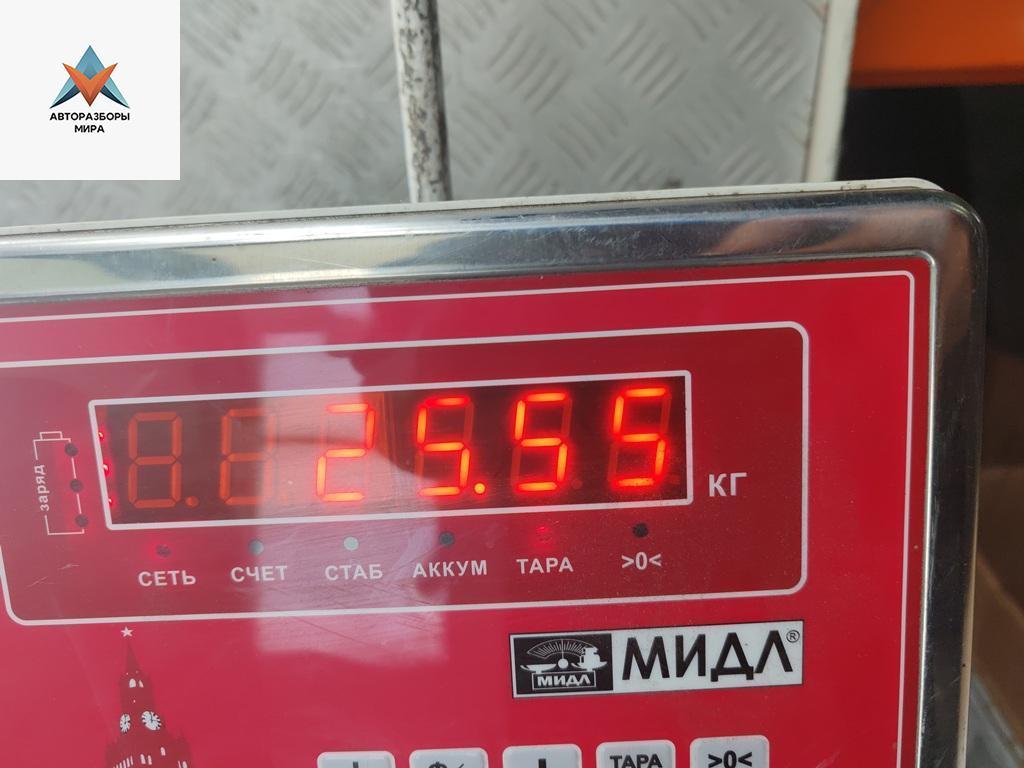 АВТОРАЗБОРЫ
МИРА
заряд
25.55
КГ
СЕТЬ СЧЕТ СТАБ АККУМ ТАРА >0<
МИДЛ МИДЛ®
ТАРА >0<